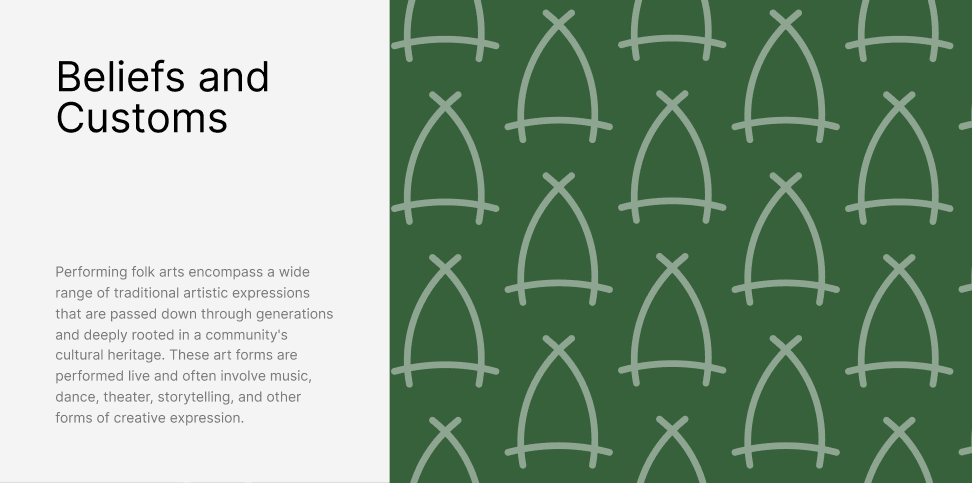 Beliefs and
Customs
Performing folk arts encompass a wide
range of traditional artistic expressions
that are passed down through generations
and deeply rooted in a community's
cultural heritage. These art forms are
performed live and often involve music,
dance, theater, storytelling, and other
forms of creative expression.